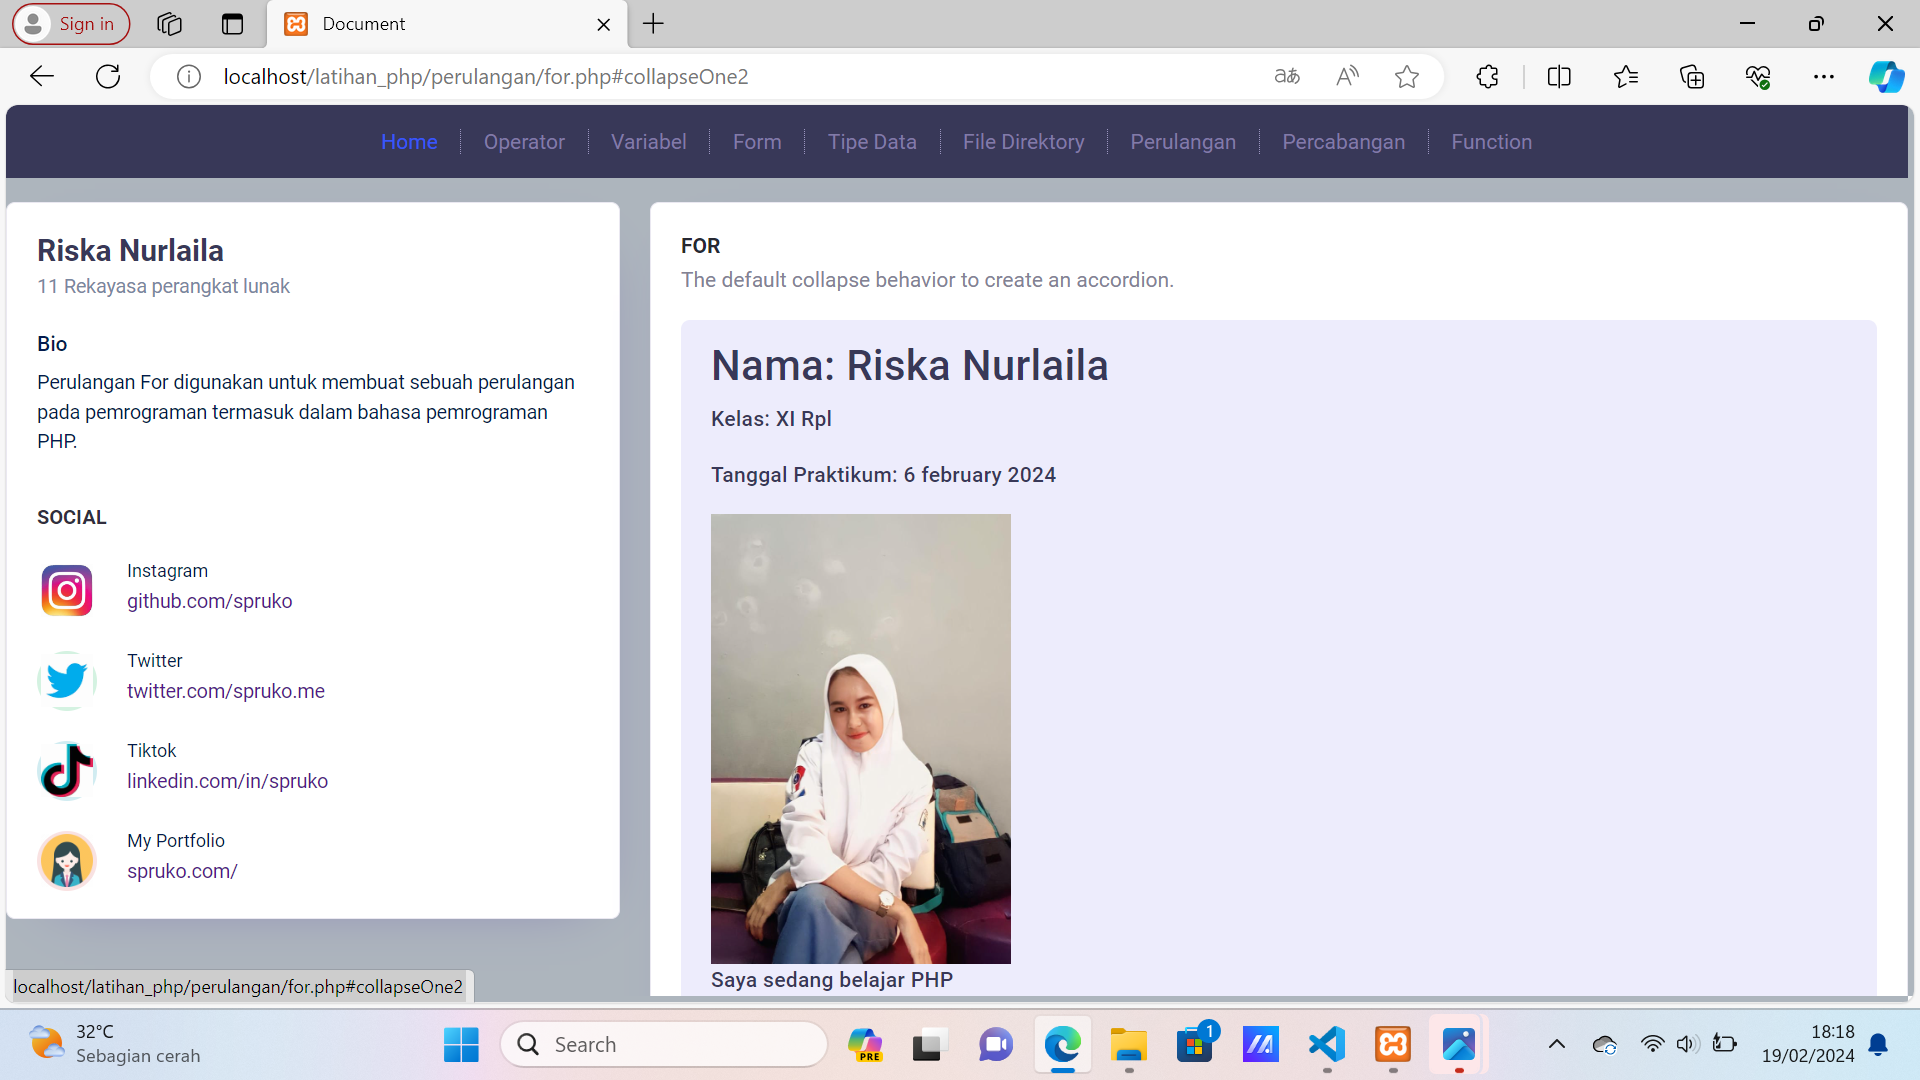 Sign in
Document
localhost/latihan_php/perulangan/for.php#collapseOne2
aあ
A
Home
Operator
Variabel
Form
Tipe Data
File Direktory
Perulangan
Percabangan
Function
Riska Nurlaila
11 Rekayasa perangkat lunak
Bio
Perulangan For digunakan untuk membuat sebuah perulangan
pada pemrograman termasuk dalam bahasa pemrograman
PHP.
SOCIAL
Instagram
github.com/spruko
Twitter
twitter.com/spruko.me
Tiktok
linkedin.com/in/spruko
My Portfolio
spruko.com/
FOR
The default collapse behavior to create an accordion.
Nama: Riska Nurlaila
Kelas: XI Rpl
Tanggal Praktikum: 6 february 2024
Saya sedang belajar PHP
localhost/latihan_php/perulangan/for.php#collapseOne2
32°C
Sebagian cerah
Search
PRE
1
18:18
19/02/2024